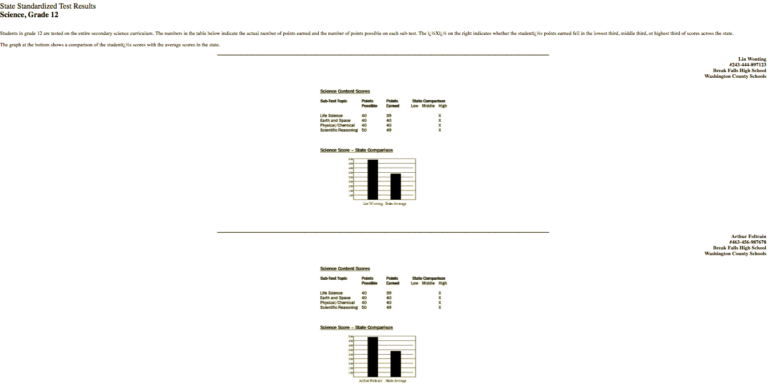 State Standardized Test Results
Science, Grade 12
Students in grade 12 are tested on the entire secondary science curriculum. The numbers in the table below indicate the actual number of points earned and the number of points possible on each sub-test. The ï¿½Xï¿½ on the right indicates whether the studentï¿½s points earned fell in the lowest third, middle third, or highest third of scores across the state.
The graph at the bottom shows a comparison of the studentï¿½s scores with the average scores in the state.
Lin Wonting
#243-444-897123
Break Falls High School
Washington County Schools
Science Content Scores
Sub-Test Topic Points Points State Comparison
Possible Earned Low Middle High
Life Science 40 39 X
Earth and Space 40 40 X
Physical/Chemical 40 40 X
Scientific Reasoning 50 49 X
Science Score - State Comparison
Lin Wonting State Average
Arthur Feltrain
#463-456-987678
Break Falls High School
Washington County Schools
Science Content Scores
Sub-Test Topic Points Points State Comparison
Possible Earned Low Middle High
Life Science 40 39 X
Earth and Space 40 40 X
Physical/Chemical 40 40 X
Scientific Reasoning 50 49 X
Science Score - State Comparison
Arthur Feltrain State Average